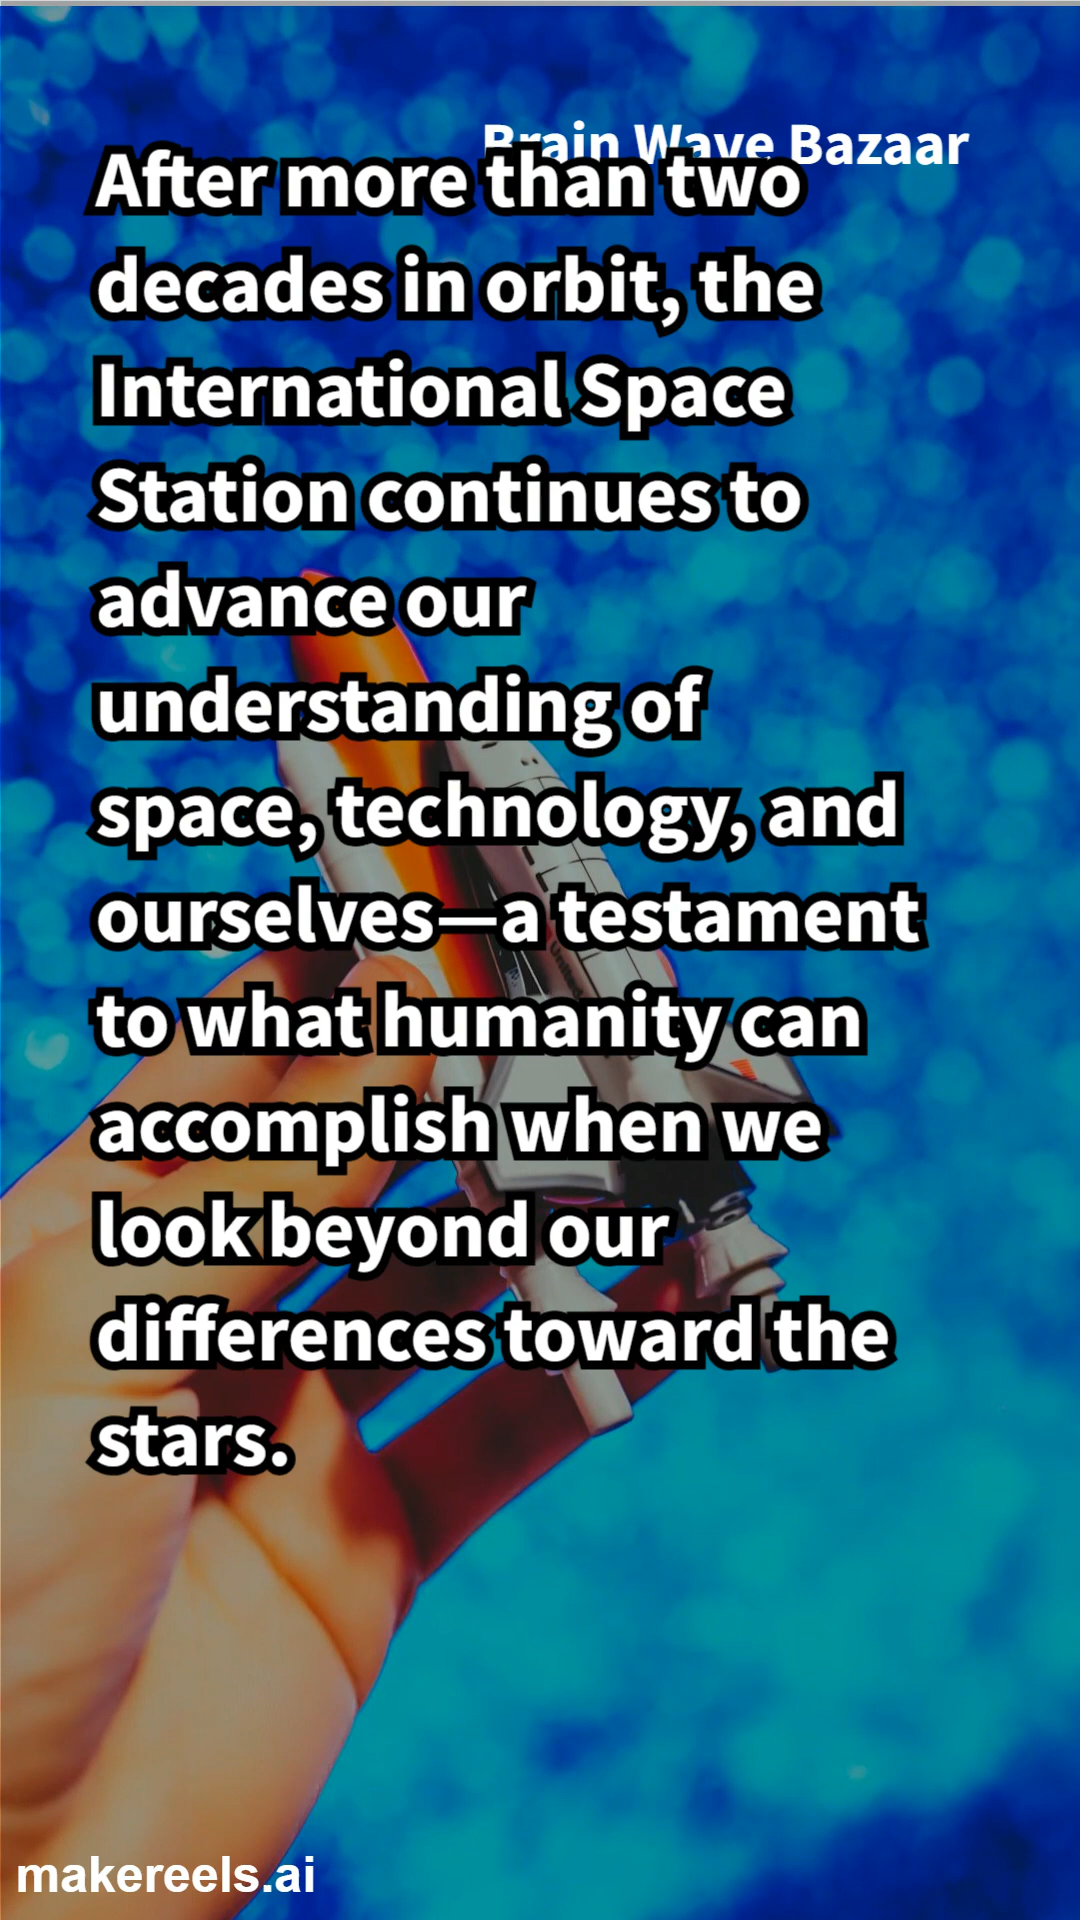 Brain Wave Bazaar
After more than two
decades in orbit, the
International Space
Station continues to
advance our
understanding of
space, technology, and
ourselves—a testament
to what humanity can
accomplish when we
look beyond our
differences toward the
stars.
makereels.ai